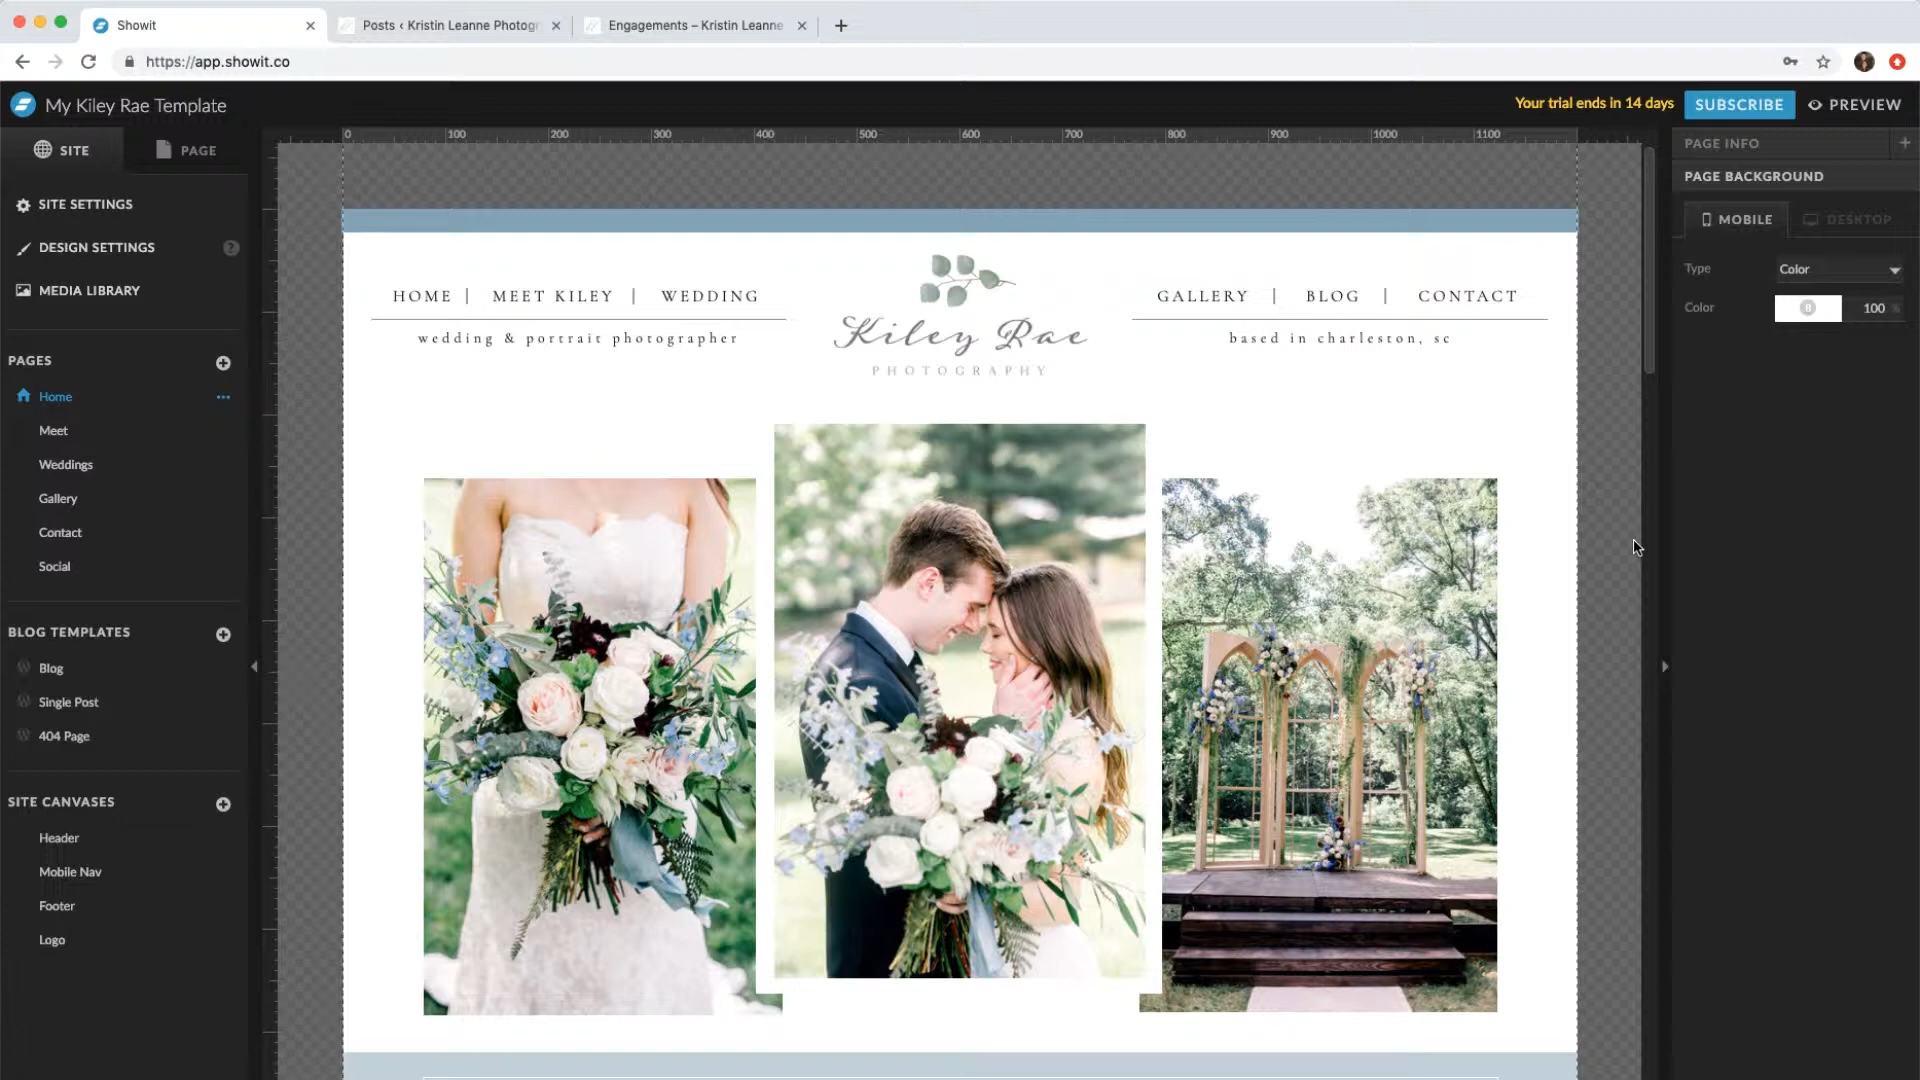 Showit
Posts ‹ Kristin Leanne Photogr
Engagements – Kristin Leanne
https://app.showit.co
My Kiley Rae Template
Your trial ends in 14 days
SUBSCRIBE
PREVIEW
SITE
PAGE
SITE SETTINGS
DESIGN SETTINGS
?
MEDIA LIBRARY
PAGES
Home
Meet
Weddings
Gallery
Contact
Social
BLOG TEMPLATES
Blog
Single Post
404 Page
SITE CANVASES
Header
Mobile Nav
Footer
Logo
0 100 200 300 400 500 600 700 800 900 1000 1100
HOME | MEET KILEY | WEDDING
wedding & portrait photographer
Kiley Rae
PHOTOGRAPHY
GALLERY | BLOG | CONTACT
based in charleston, sc
PAGE INFO
PAGE BACKGROUND
MOBILE
DESKTOP
Type Color
Color 8 100 %